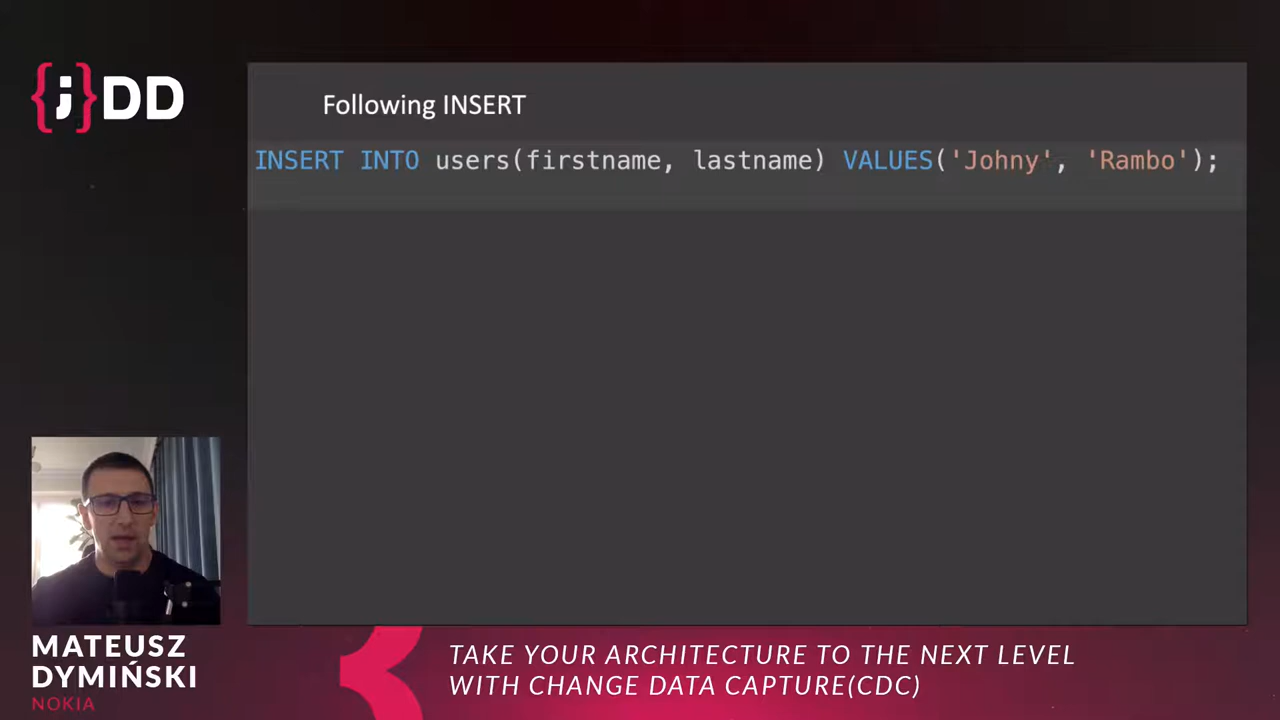 {;}DD
Following INSERT
INSERT INTO users(firstname, lastname) VALUES('Johny', 'Rambo');
MATEUSZ
DYMIŃSKI
NOKIA
TAKE YOUR ARCHITECTURE TO THE NEXT LEVEL
WITH CHANGE DATA CAPTURE(CDC)